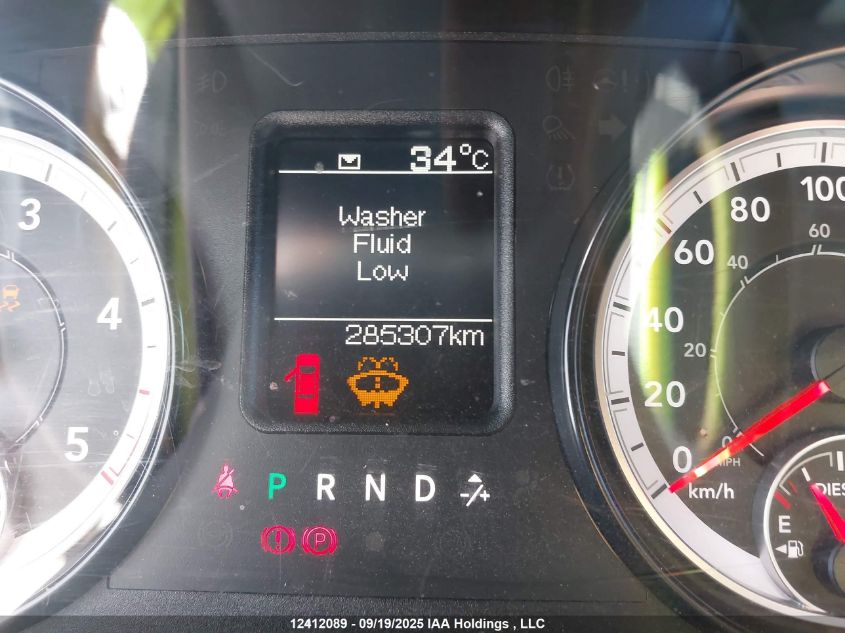 34°C
Washer
Fluid
Low
285307km
3
4
5
P R N D -/+
P
100
80
60
40
20
0
km/h
60
40
20
0
MPH
DIES
E
12412089 - 09/19/2025 IAA Holdings , LLC